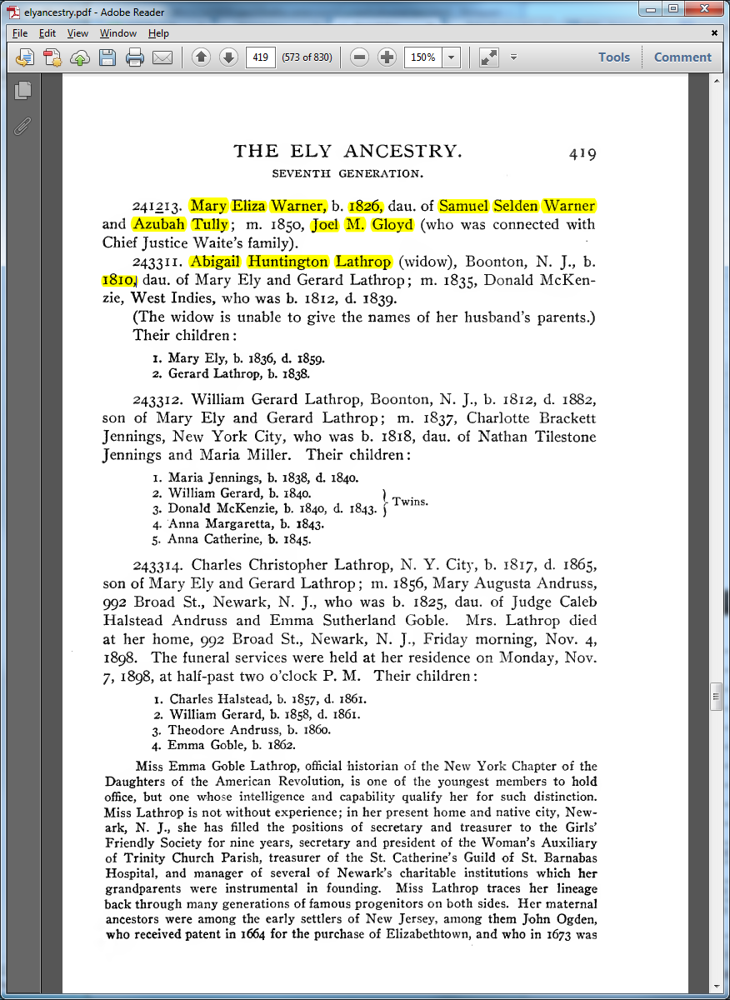 elyancestry.pdf - Adobe Reader
File Edit View Window Help
419 (573 of 830) 150% Tools Comment
THE ELY ANCESTRY. 419
SEVENTH GENERATION.
241213. Mary Eliza Warner, b. 1826, dau. of Samuel Selden Warner
and Azubah Tully; m. 1850, Joel M. Gloyd (who was connected with
Chief Justice Waite's family).
243311. Abigail Huntington Lathrop (widow), Boonton, N. J., b.
1810, dau. of Mary Ely and Gerard Lathrop; m. 1835, Donald McKen-
zie, West Indies, who was b. 1812, d. 1839.
(The widow is unable to give the names of her husband's parents.)
Their children:
1. Mary Ely, b. 1836, d. 1859.
2. Gerard Lathrop, b. 1838.
243312. William Gerard Lathrop, Boonton, N. J., b. 1812, d. 1882,
son of Mary Ely and Gerard Lathrop; m. 1837, Charlotte Brackett
Jennings, New York City, who was b. 1818, dau. of Nathan Tilestone
Jennings and Maria Miller. Their children:
1. Maria Jennings, b. 1838, d. 1840.
2. William Gerard, b. 1840.
3. Donald McKenzie, b. 1840, d. 1843. } Twins.
4. Anna Margaretta, b. 1843.
5. Anna Catherine, b. 1845.
243314. Charles Christopher Lathrop, N. Y. City, b. 1817, d. 1865,
son of Mary Ely and Gerard Lathrop; m. 1856, Mary Augusta Andruss,
992 Broad St., Newark, N. J., who was b. 1825, dau. of Judge Caleb
Halstead Andruss and Emma Sutherland Goble. Mrs. Lathrop died
at her home, 992 Broad St., Newark, N. J., Friday morning, Nov. 4,
1898. The funeral services were held at her residence on Monday, Nov.
7, 1898, at half-past two o'clock P. M. Their children:
1. Charles Halstead, b. 1857, d. 1861.
2. William Gerard, b. 1858, d. 1861.
3. Theodore Andruss, b. 1860.
4. Emma Goble, b. 1862.
Miss Emma Goble Lathrop, official historian of the New York Chapter of the
Daughters of the American Revolution, is one of the youngest members to hold
office, but one whose intelligence and capability qualify her for such distinction.
Miss Lathrop is not without experience; in her present home and native city, New-
ark, N. J., she has filled the positions of secretary and treasurer to the Girls'
Friendly Society for nine years, secretary and president of the Woman's Auxiliary
of Trinity Church Parish, treasurer of the St. Catherine's Guild of St. Barnabas
Hospital, and manager of several of Newark's charitable institutions which her
grandparents were instrumental in founding. Miss Lathrop traces her lineage
back through many generations of famous progenitors on both sides. Her maternal
ancestors were among the early settlers of New Jersey, among them John Ogden,
who received patent in 1664 for the purchase of Elizabethtown, and who in 1673 was